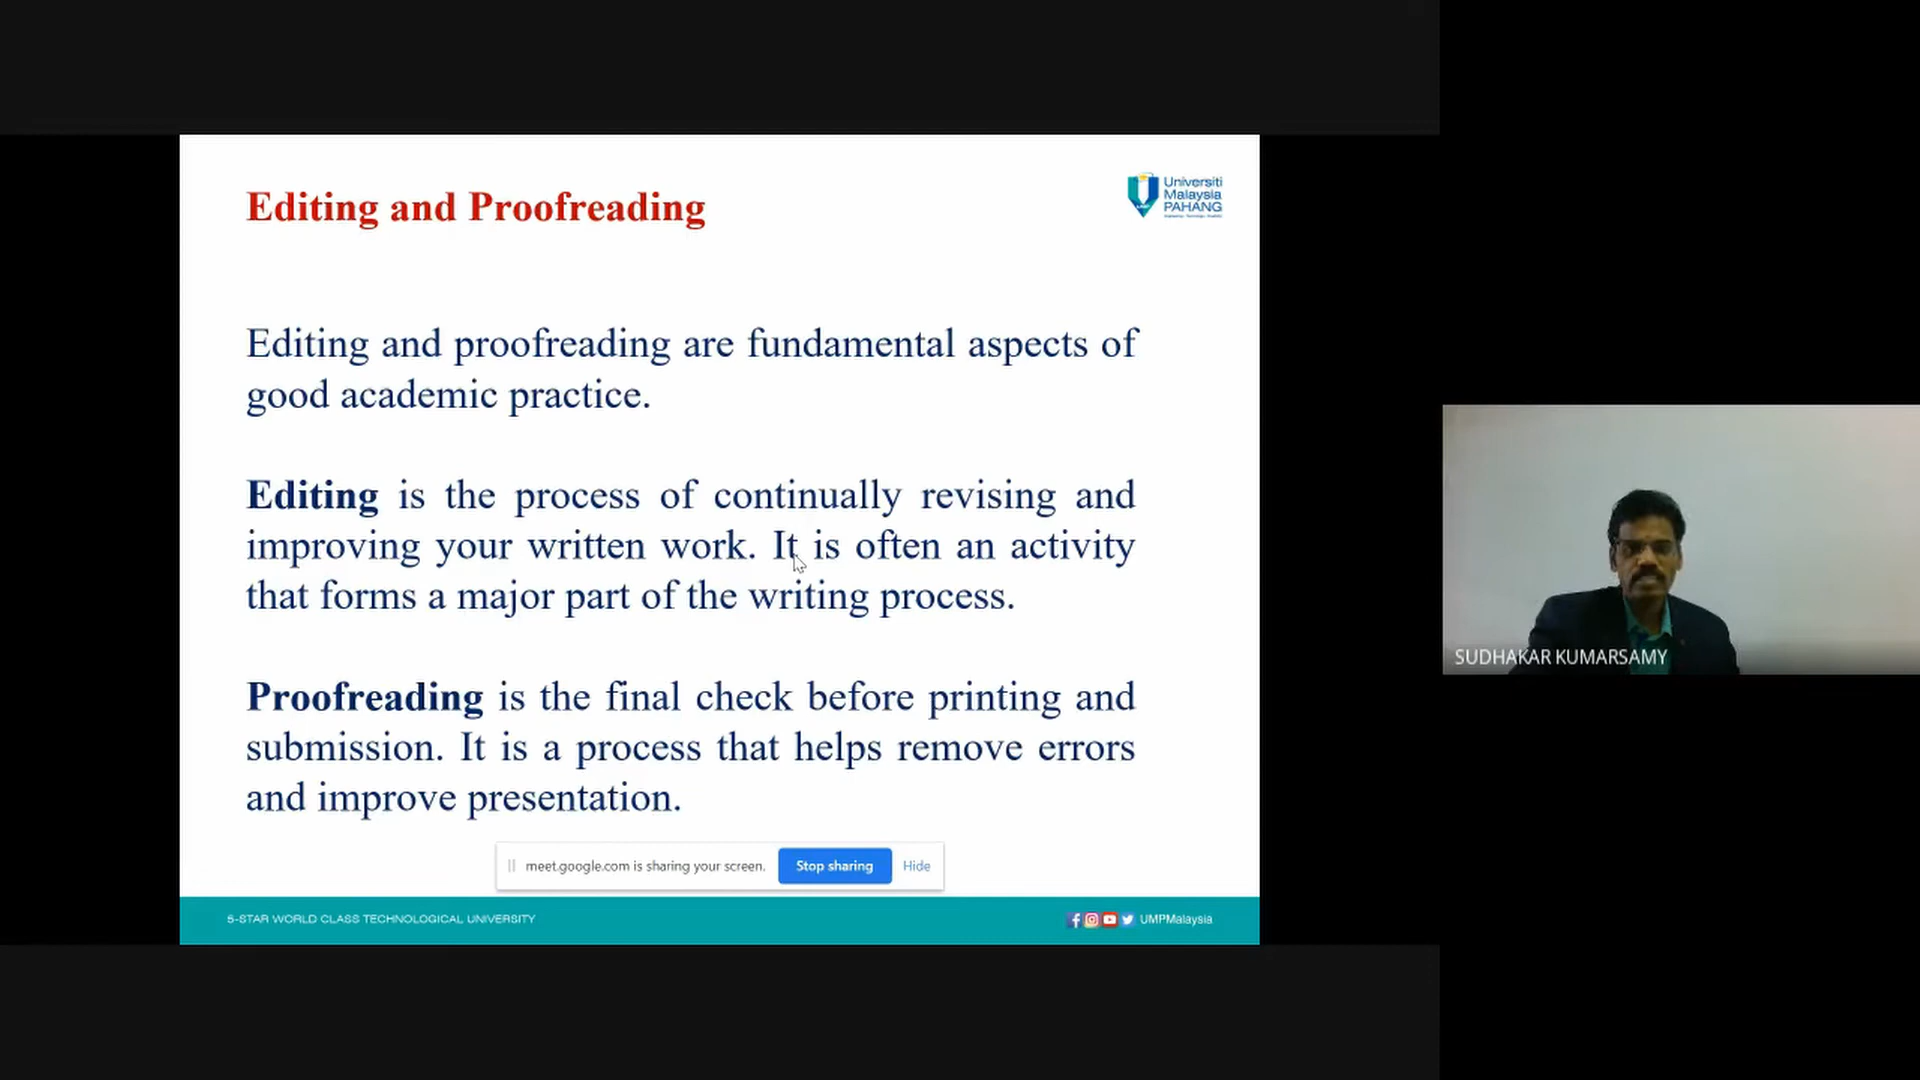 Editing and Proofreading
Universiti
Malaysia
PAHANG
Editing and proofreading are fundamental aspects of
good academic practice.
Editing is the process of continually revising and
improving your written work. It is often an activity
that forms a major part of the writing process.
Proofreading is the final check before printing and
submission. It is a process that helps remove errors
and improve presentation.
meet.google.com is sharing your screen. Stop sharing Hide
5-STAR WORLD CLASS TECHNOLOGICAL UNIVERSITY
UMPMalaysia
SUDHAKAR KUMARSAMY